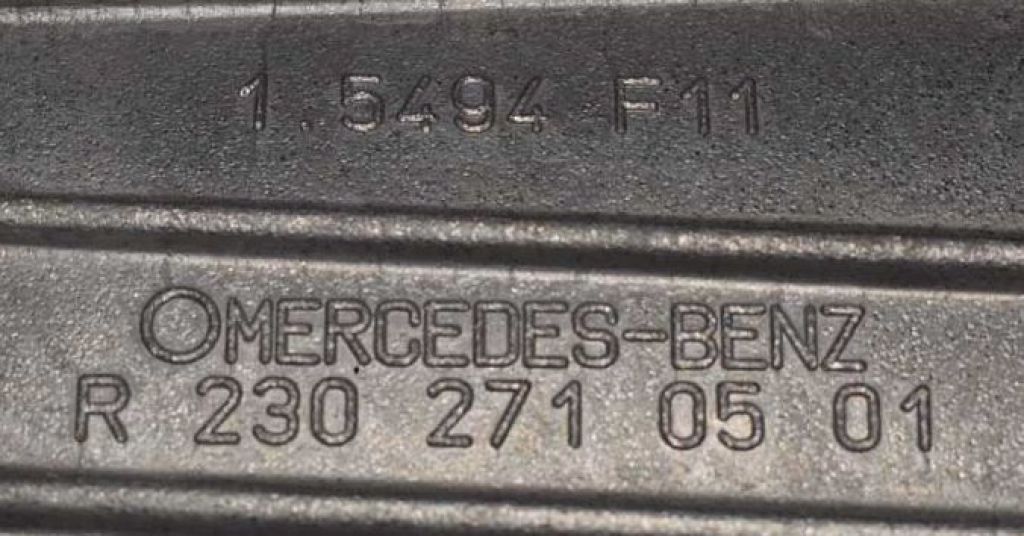 1.5494 F11
MERCEDES-BENZ
R 230 271 05 01